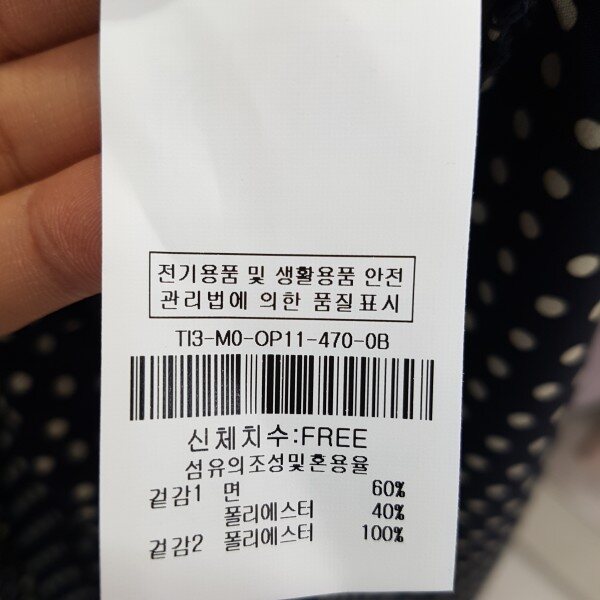 전기용품 및 생활용품 안전
관리법에 의한 품질표시
TI3-M0-OP11-470-0B
신체치수:FREE
섬유의조성및혼용율
겉감1 면 60%
폴리에스터 40%
겉감2 폴리에스터 100%